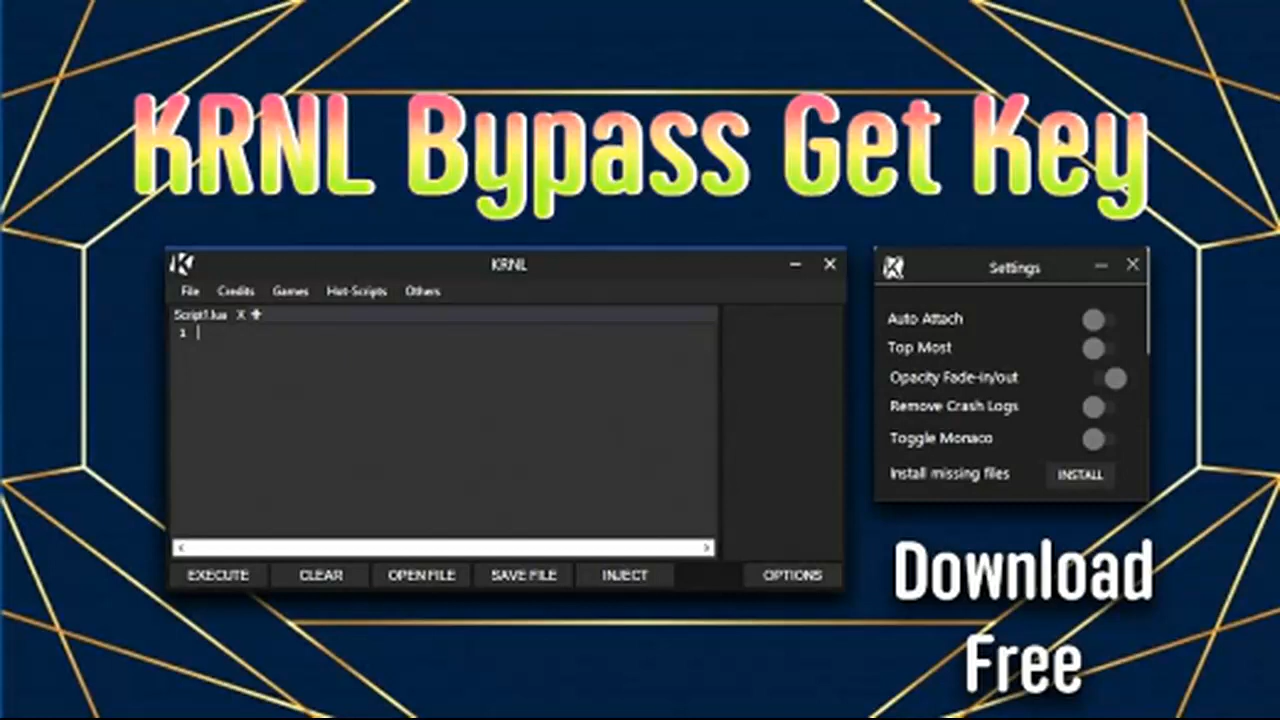 KRNL Bypass Get Key
KRNL
File Credits Games Hot-Scripts Others
Script1.lua X +
1
EXECUTE CLEAR OPEN FILE SAVE FILE INJECT OPTIONS
Settings
Auto Attach
Top Most
Opacity Fade-in/out
Remove Crash Logs
Toggle Monaco
Install missing files INSTALL
Download
Free